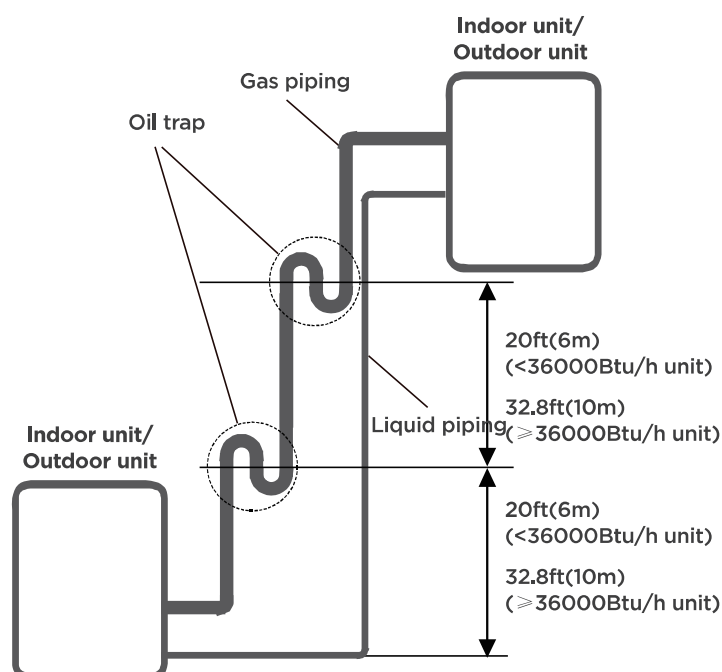 Indoor unit/
Outdoor unit
Gas piping
Oil trap
20ft(6m)
(<36000Btu/h unit)
32.8ft(10m)
(⩾36000Btu/h unit)
Liquid piping
Indoor unit/
Outdoor unit
20ft(6m)
(<36000Btu/h unit)
32.8ft(10m)
(⩾36000Btu/h unit)